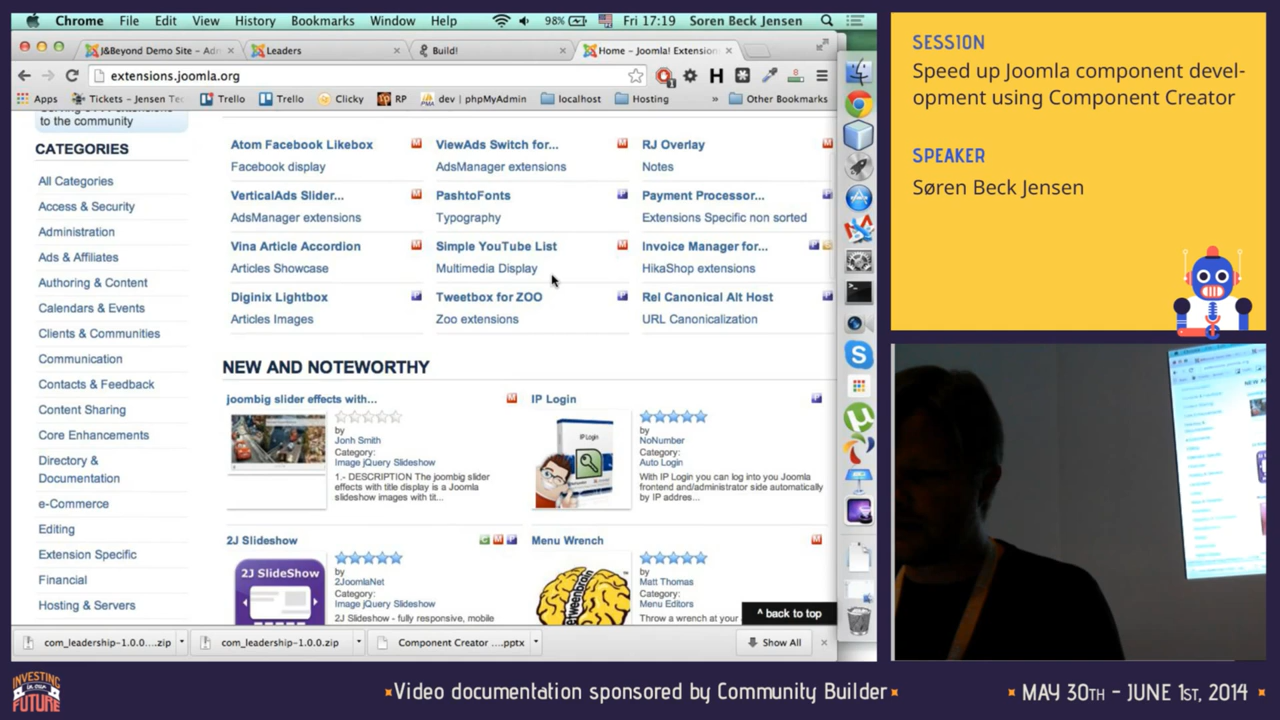 Chrome File Edit View History Bookmarks Window Help 98% Fri 17:19 Soren Beck Jensen
J&Beyond Demo Site - Adm
Leaders
Build!
Home - Joomla! Extension
extensions.joomla.org
Apps Tickets - Jensen Tec Trello Trello Clicky RP dev | phpMyAdmin localhost Hosting » Other Bookmarks
to the community
CATEGORIES
All Categories
Access & Security
Administration
Ads & Affiliates
Authoring & Content
Calendars & Events
Clients & Communities
Communication
Contacts & Feedback
Content Sharing
Core Enhancements
Directory &
Documentation
e-Commerce
Editing
Extension Specific
Financial
Hosting & Servers
Atom Facebook Likebox
Facebook display
ViewAds Switch for...
AdsManager extensions
RJ Overlay
Notes
VerticalAds Slider...
AdsManager extensions
PashtoFonts
Typography
Payment Processor...
Extensions Specific non sorted
Vina Article Accordion
Articles Showcase
Simple YouTube List
Multimedia Display
Invoice Manager for...
HikaShop extensions
Diginix Lightbox
Articles Images
Tweetbox for ZOO
Zoo extensions
Rel Canonical Alt Host
URL Canonicalization
NEW AND NOTEWORTHY
joombig slider effects with...
by
Jonh Smith
Category:
Image jQuery Slideshow
1.- DESCRIPTION The joombig slider
effects with title display is a Joomla
slideshow images with tit...
IP Login
IP Login
by
NoNumber
Category:
Auto Login
With IP Login you can log you into Joomla
frontend and/administrator side automatically
by IP addres...
2J Slideshow
2J SlideShow
by
2JoomlaNet
Category:
Image jQuery Slideshow
2J Slideshow - fully responsive, mobile
Menu Wrench
by
Matt Thomas
Category:
Menu Editors
Throw a wrench at your
^ back to top
com_leadership-1.0.0....zip
com_leadership-1.0.0.zip
Component Creator ....pptx
Show All
SESSION
Speed up Joomla component devel-
opment using Component Creator
SPEAKER
Søren Beck Jensen
INVESTING
IN OUR
FUTURE
Video documentation sponsored by Community Builder
MAY 30TH - JUNE 1ST, 2014